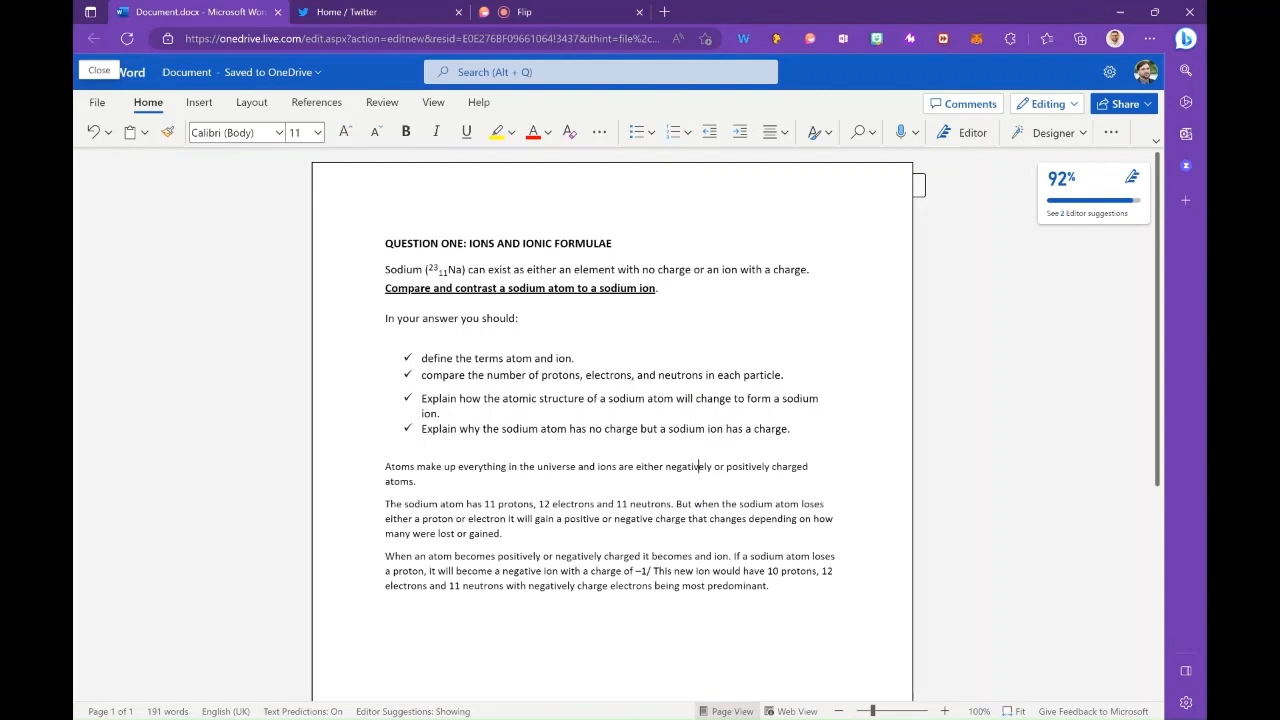 Document.docx - Microsoft Wor
Home / Twitter
Flip
https://onedrive.live.com/edit.aspx?action=editnew&resid=E0E276BF09661064!3437&ithint=file%2c...
Close
Word
Document - Saved to OneDrive
Search (Alt + Q)
File Home Insert Layout References Review View Help
Comments Editing Share
Calibri (Body) 11
B I U A
Editor Designer
92%
See 2 Editor suggestions
QUESTION ONE: IONS AND IONIC FORMULAE
Sodium (²³₁₁Na) can exist as either an element with no charge or an ion with a charge.
Compare and contrast a sodium atom to a sodium ion.
In your answer you should:
✓ define the terms atom and ion.
✓ compare the number of protons, electrons, and neutrons in each particle.
✓ Explain how the atomic structure of a sodium atom will change to form a sodium
ion.
✓ Explain why the sodium atom has no charge but a sodium ion has a charge.
Atoms make up everything in the universe and ions are either negatively or positively charged
atoms.
The sodium atom has 11 protons, 12 electrons and 11 neutrons. But when the sodium atom loses
either a proton or electron it will gain a positive or negative charge that changes depending on how
many were lost or gained.
When an atom becomes positively or negatively charged it becomes and ion. If a sodium atom loses
a proton, it will become a negative ion with a charge of –1/ This new ion would have 10 protons, 12
electrons and 11 neutrons with negatively charge electrons being most predominant.
Page 1 of 1 191 words English (UK) Text Predictions: On Editor Suggestions: Showing
Page View Web View 100% Fit Give Feedback to Microsoft